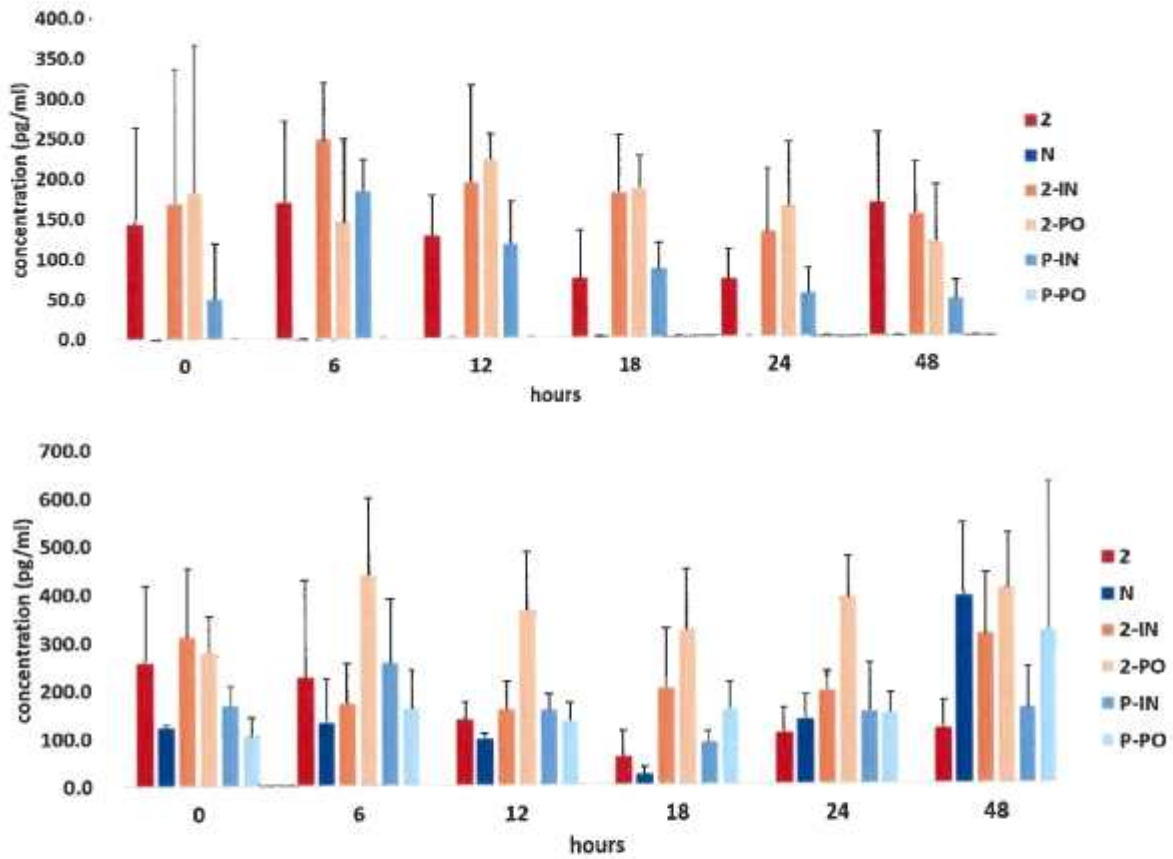 400.0
350.0
300.0
250.0
200.0
150.0
100.0
50.0
0.0
concentration (pg/ml)
0 6 12 18 24 48
hours
2
N
2-IN
2-PO
P-IN
P-PO
700.0
600.0
500.0
400.0
300.0
200.0
100.0
0.0
concentration (pg/ml)
0 6 12 18 24 48
hours
2
N
2-IN
2-PO
P-IN
P-PO